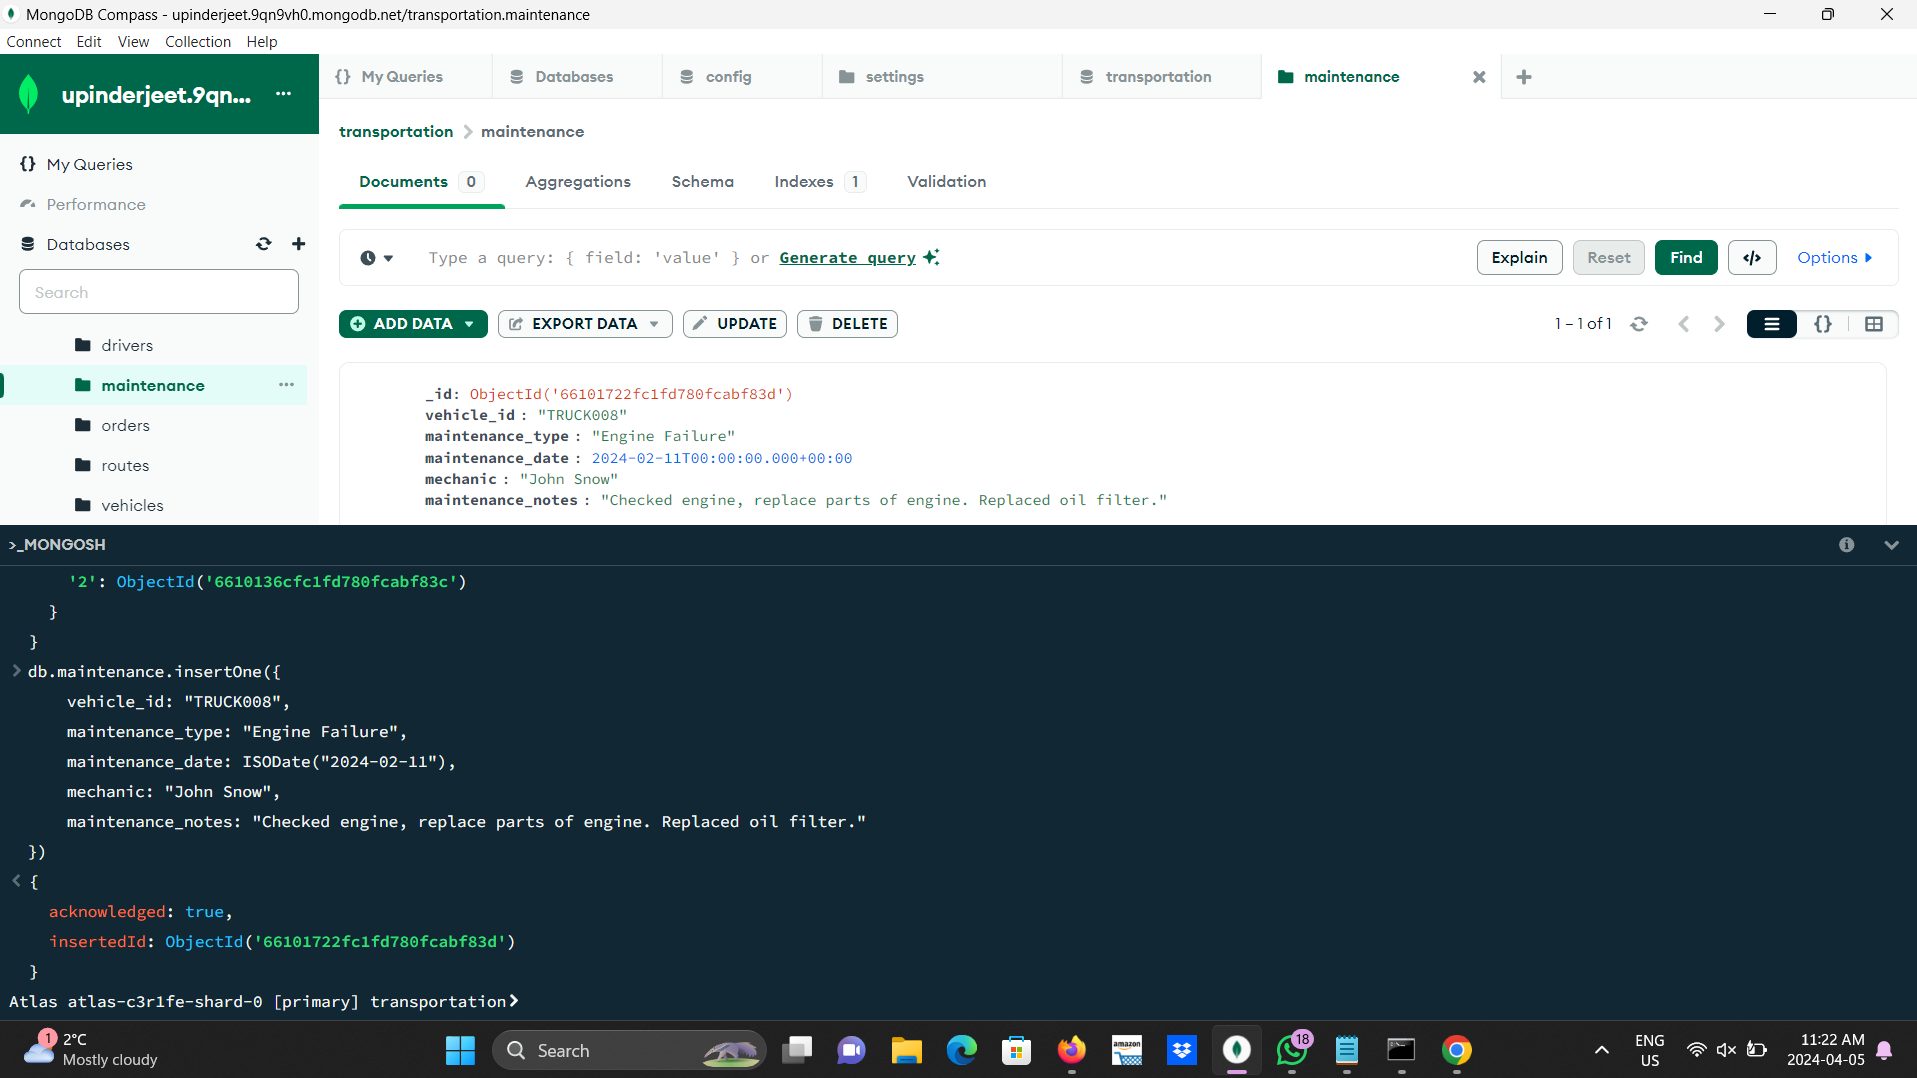 MongoDB Compass - upinderjeet.9qn9vh0.mongodb.net/transportation.maintenance
Connect Edit View Collection Help
upinderjeet.9qn... ...
{} My Queries Databases config settings transportation maintenance
transportation > maintenance
My Queries
Performance
Databases
Search
drivers
maintenance ...
orders
routes
vehicles
Documents 0 Aggregations Schema Indexes 1 Validation
Type a query: { field: 'value' } or Generate query Explain Reset Find </> Options
ADD DATA EXPORT DATA UPDATE DELETE 1 – 1 of 1 {}
_id: ObjectId('66101722fc1fd780fcabf83d')
vehicle_id : "TRUCK008"
maintenance_type : "Engine Failure"
maintenance_date : 2024-02-11T00:00:00.000+00:00
mechanic : "John Snow"
maintenance_notes : "Checked engine, replace parts of engine. Replaced oil filter."
>_MONGOSH
'2': ObjectId('6610136cfc1fd780fcabf83c')
}
}
> db.maintenance.insertOne({
vehicle_id: "TRUCK008",
maintenance_type: "Engine Failure",
maintenance_date: ISODate("2024-02-11"),
mechanic: "John Snow",
maintenance_notes: "Checked engine, replace parts of engine. Replaced oil filter."
})
< {
acknowledged: true,
insertedId: ObjectId('66101722fc1fd780fcabf83d')
}
Atlas atlas-c3r1fe-shard-0 [primary] transportation>
1 2°C
Mostly cloudy
Search
amazon
18
ENG
US
11:22 AM
2024-04-05